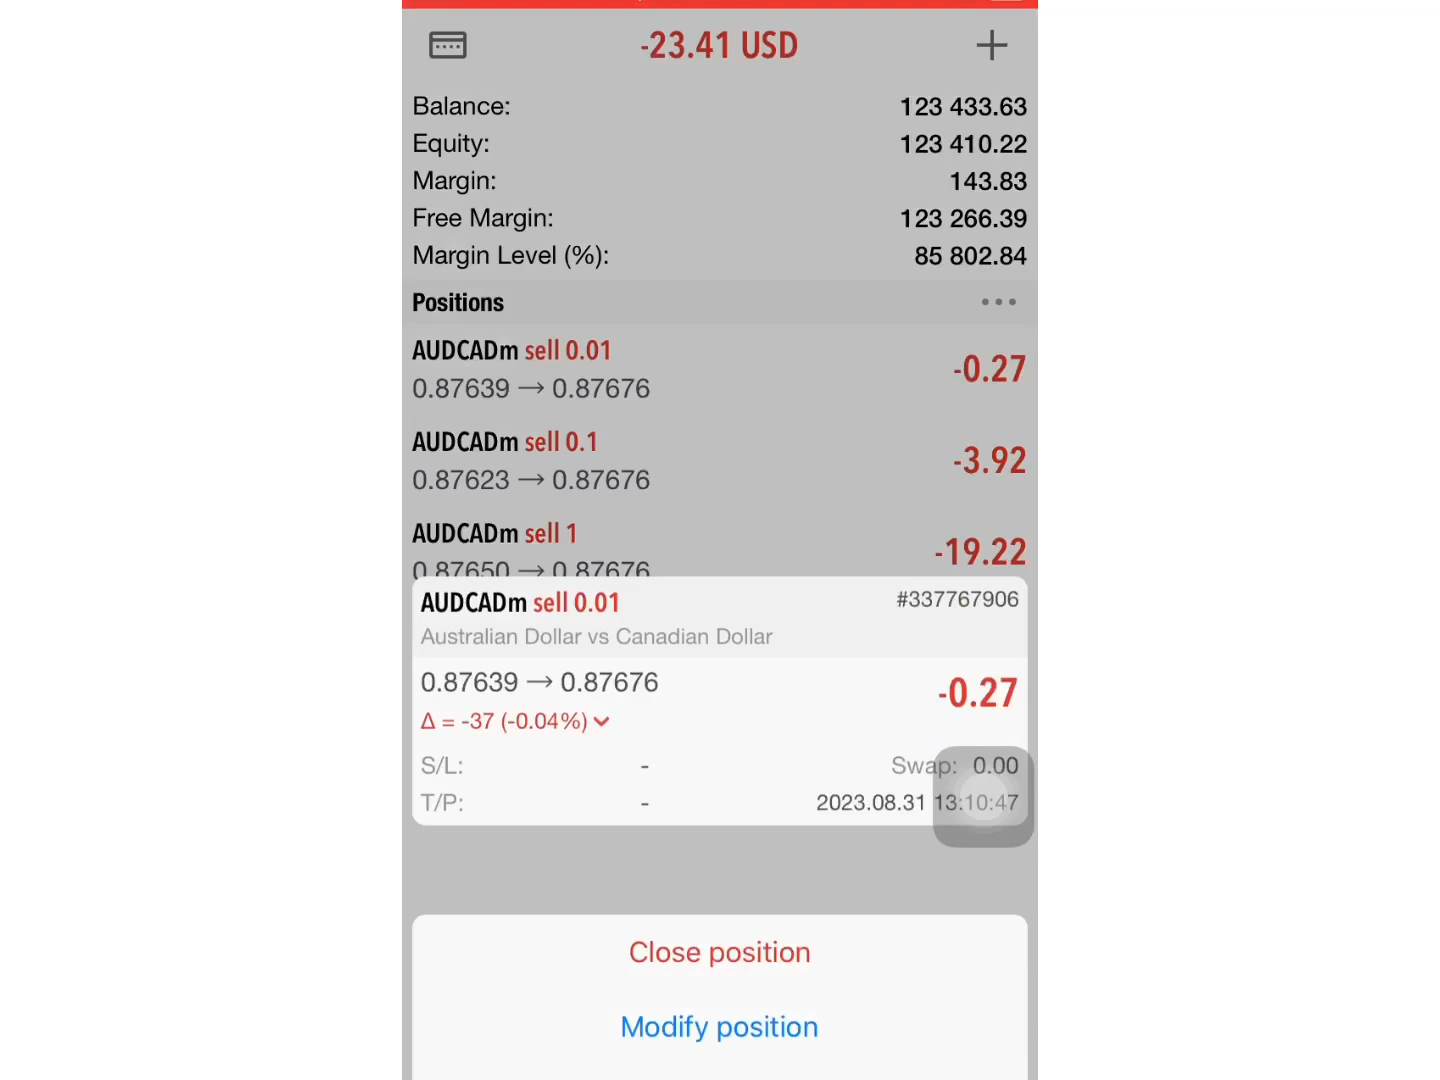 -23.41 USD
Balance: 123 433.63
Equity: 123 410.22
Margin: 143.83
Free Margin: 123 266.39
Margin Level (%): 85 802.84
Positions
AUDCADm sell 0.01
-0.27
0.87639 → 0.87676
AUDCADm sell 0.1
-3.92
0.87623 → 0.87676
AUDCADm sell 1
-19.22
0.87650 → 0.87676
AUDCADm sell 0.01 #337767906
Australian Dollar vs Canadian Dollar
0.87639 → 0.87676
-0.27
Δ = -37 (-0.04%)
S/L: - Swap: 0.00
T/P: - 2023.08.31 13:10:47
Close position
Modify position